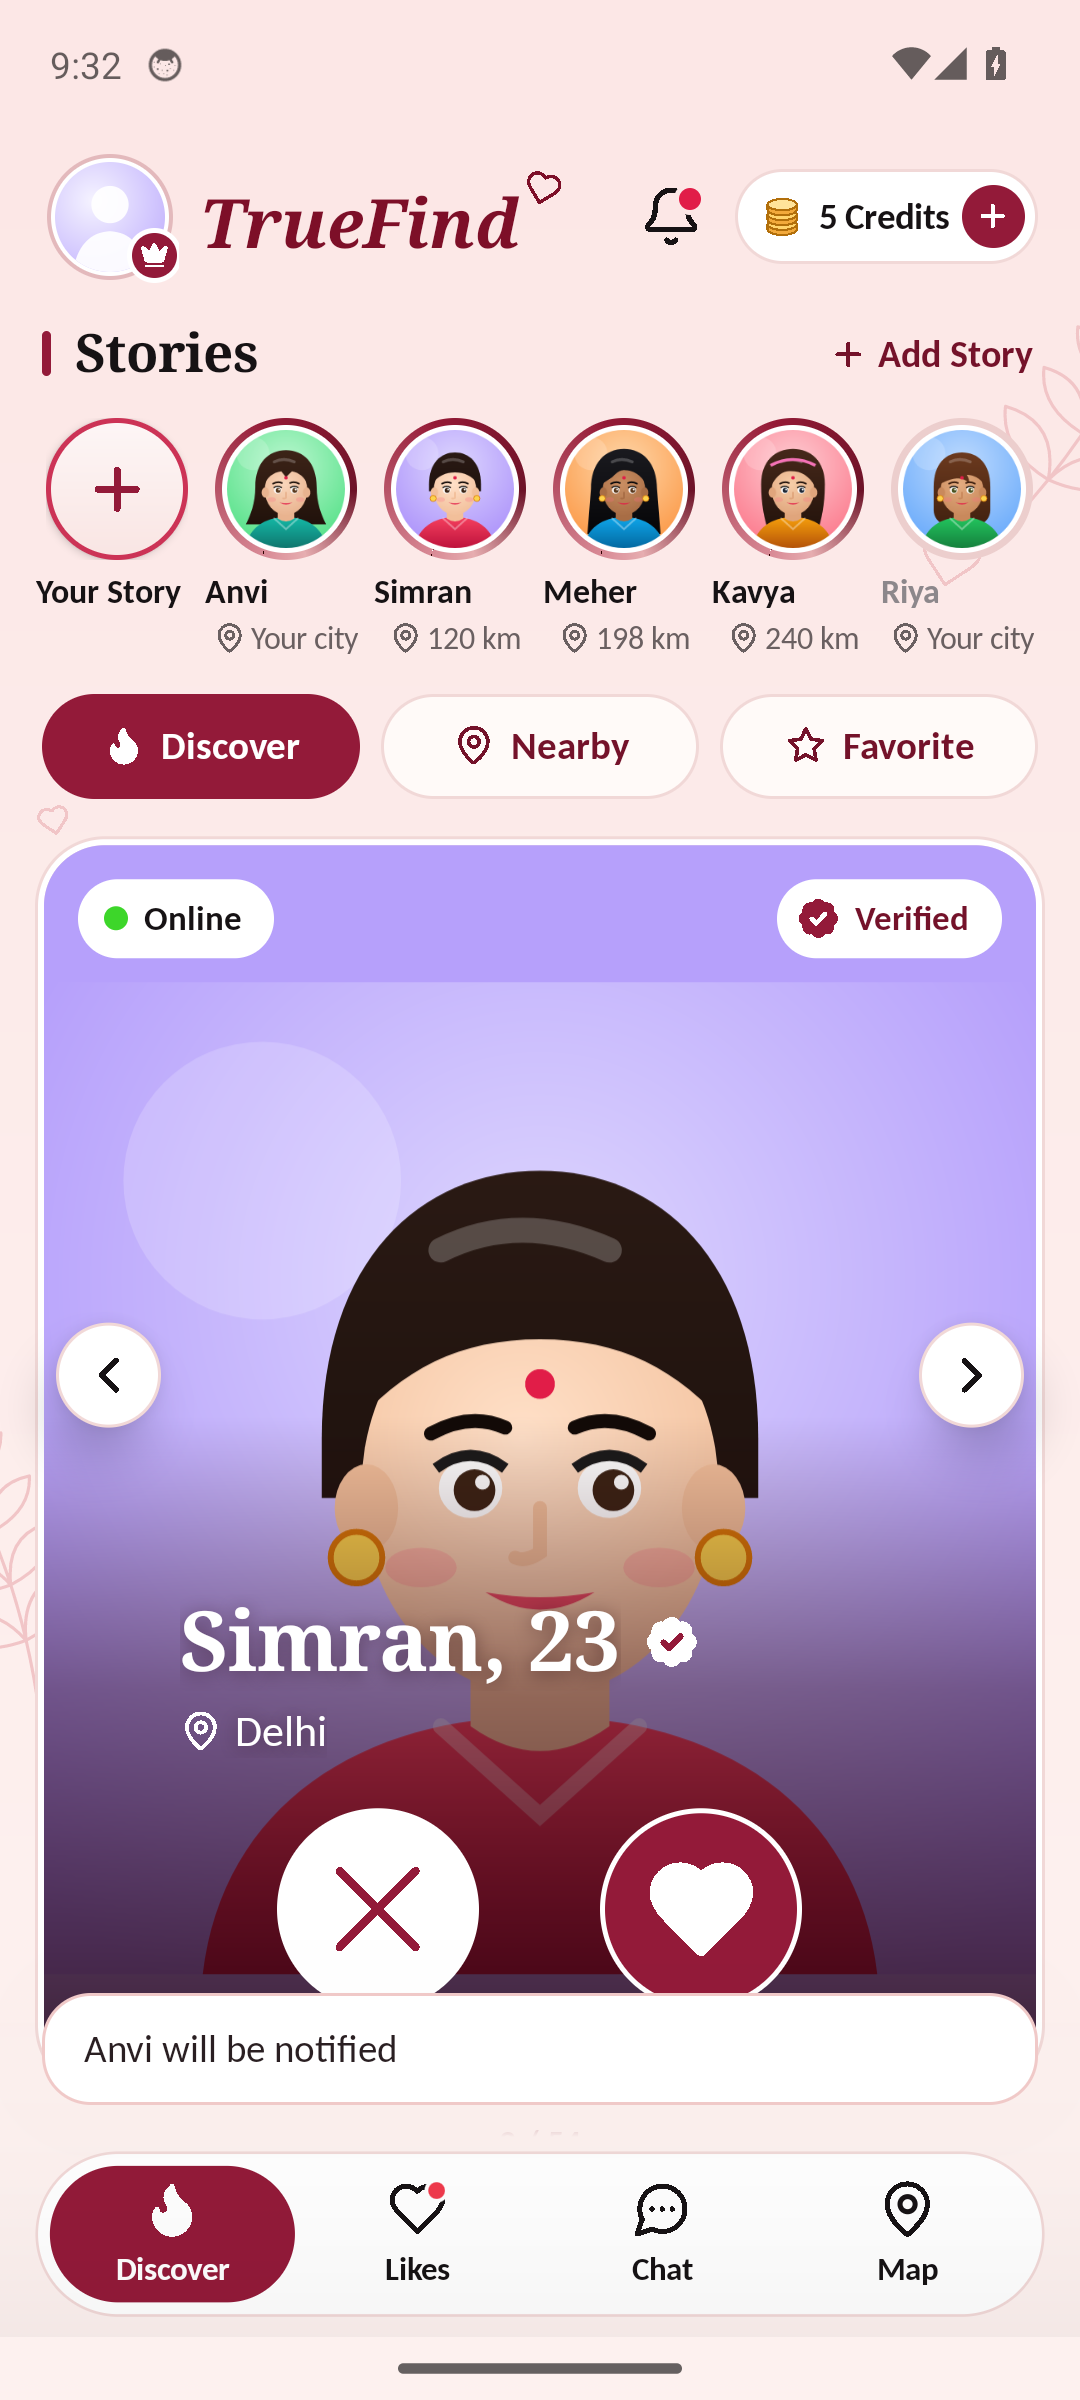 9:32
TrueFind
5 Credits
Stories
Add Story
Your Story
Anvi
Simran
Meher
Kavya
Riya
Your city
120 km
198 km
240 km
Your city
Discover
Nearby
Favorite
Online
Verified
Simran, 23
Delhi
Anvi will be notified
Discover
Likes
Chat
Map